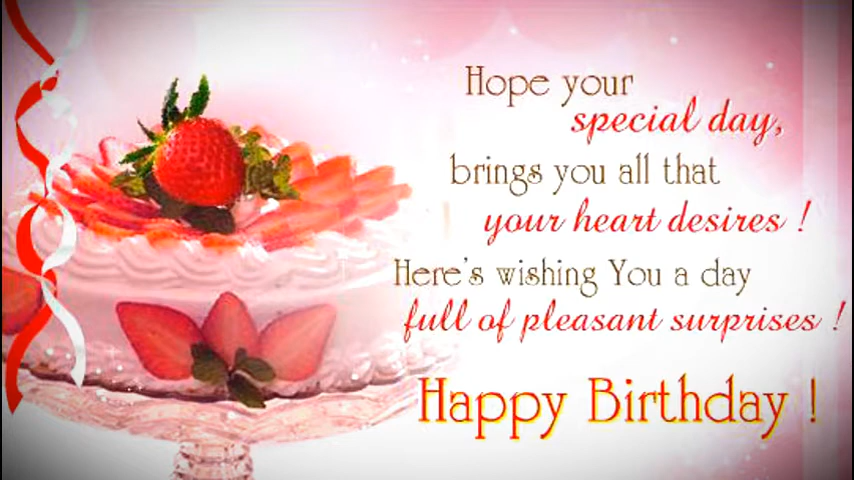 Hope your
special day,
brings you all that
your heart desires !
Here's wishing You a day
full of pleasant surprises !
Happy Birthday !